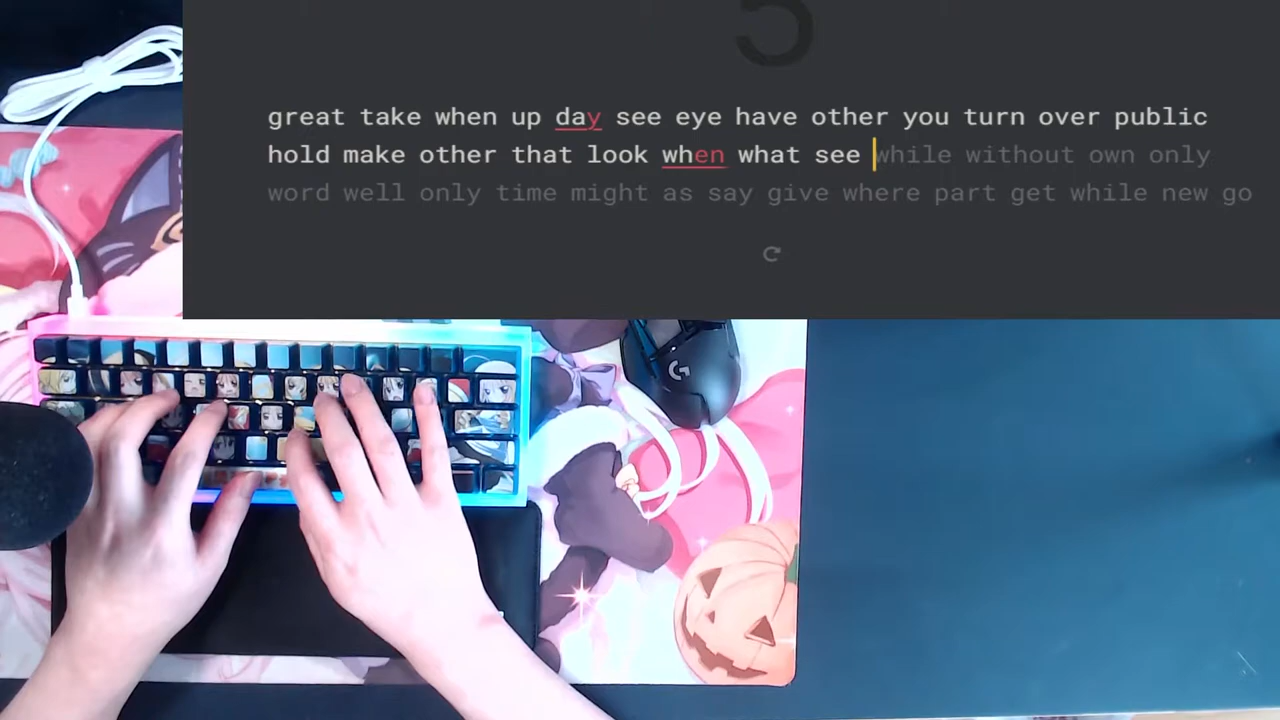 5
great take when up day see eye have other you turn over public
hold make other that look when what see while without own only
word well only time might as say give where part get while new go
G